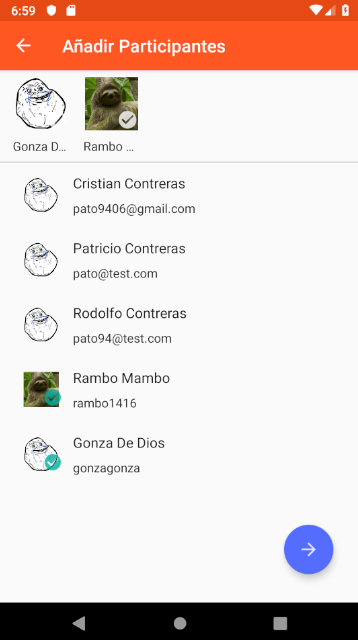 6:59
Añadir Participantes
Gonza D... Rambo ...
Cristian Contreras
pato9406@gmail.com
Patricio Contreras
pato@test.com
Rodolfo Contreras
pato94@test.com
Rambo Mambo
rambo1416
Gonza De Dios
gonzagonza